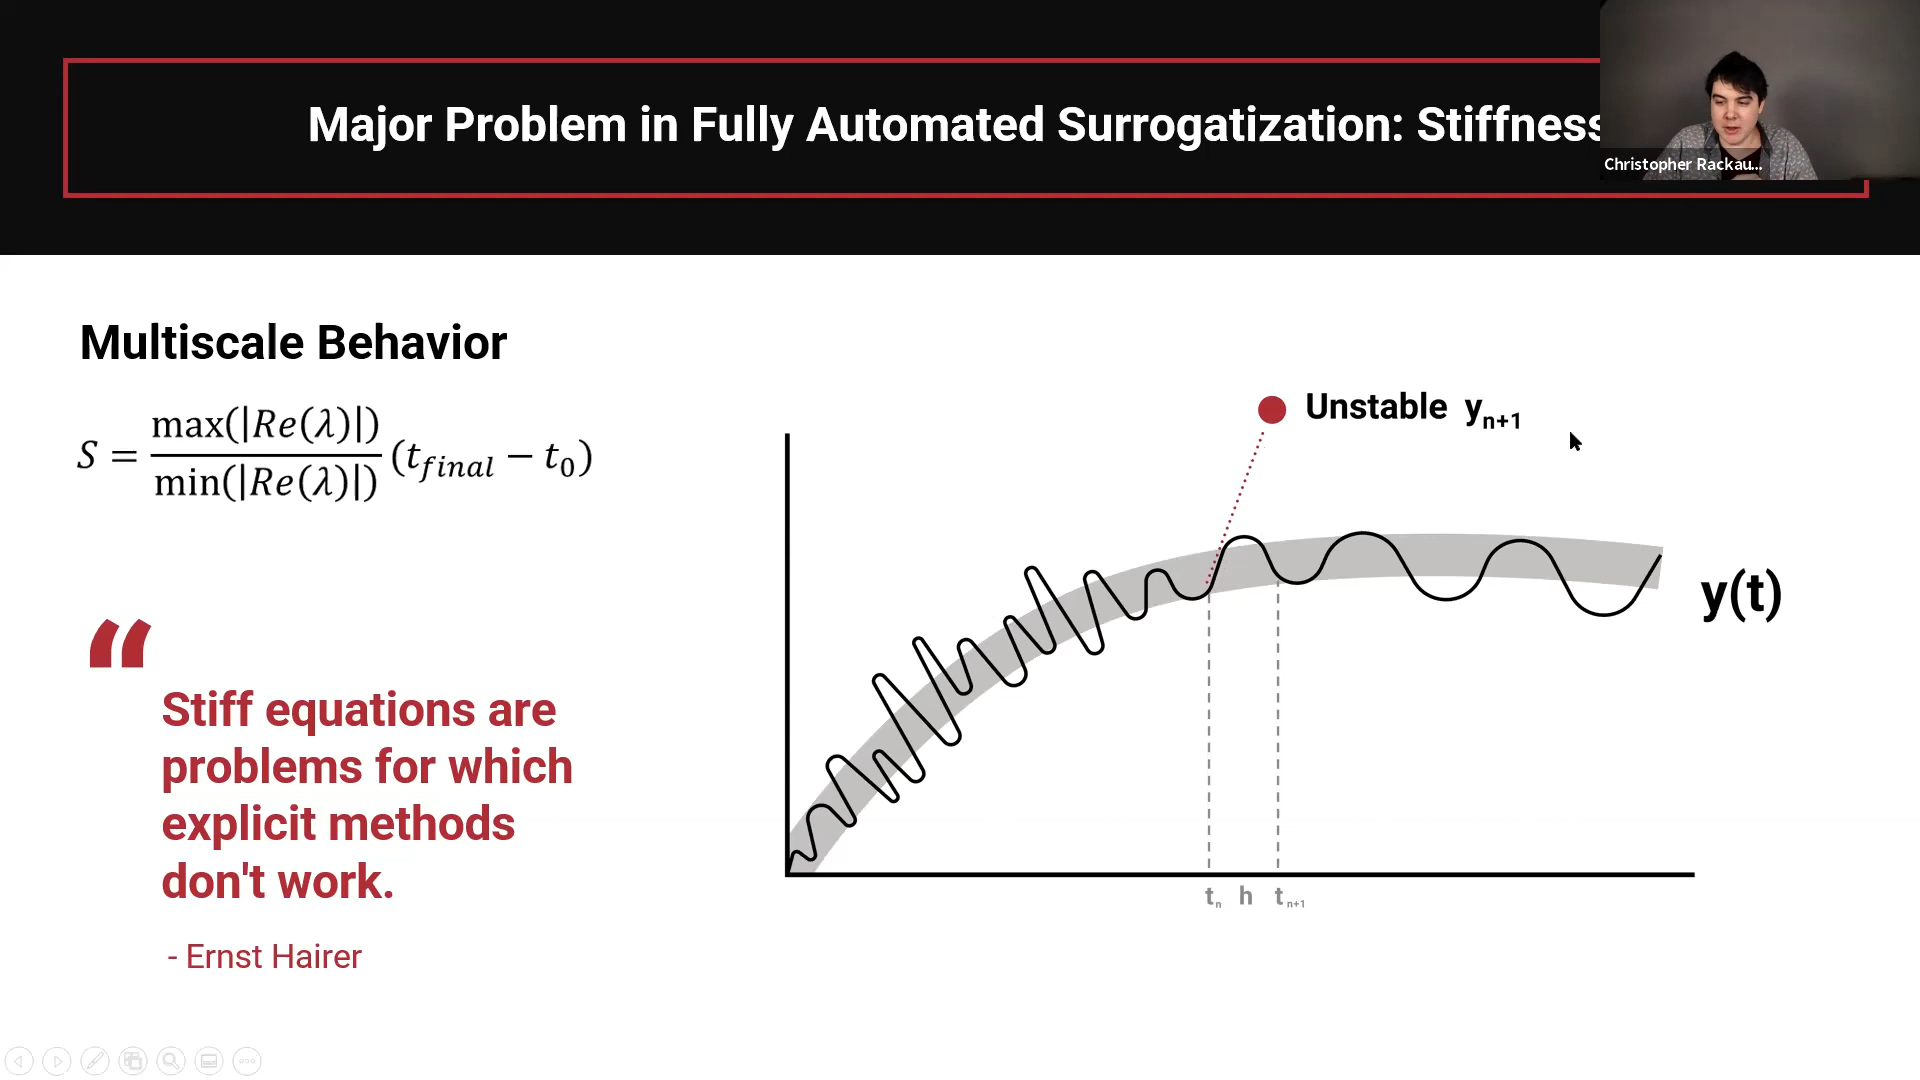 Major Problem in Fully Automated Surrogatization: Stiffness
Christopher Rackau...
Multiscale Behavior
S = max(|Re(λ)|) / min(|Re(λ)|) (t_final − t_0)
“
Stiff equations are
problems for which
explicit methods
don't work.
- Ernst Hairer
Unstable y_n+1
y(t)
t_n h t_n+1